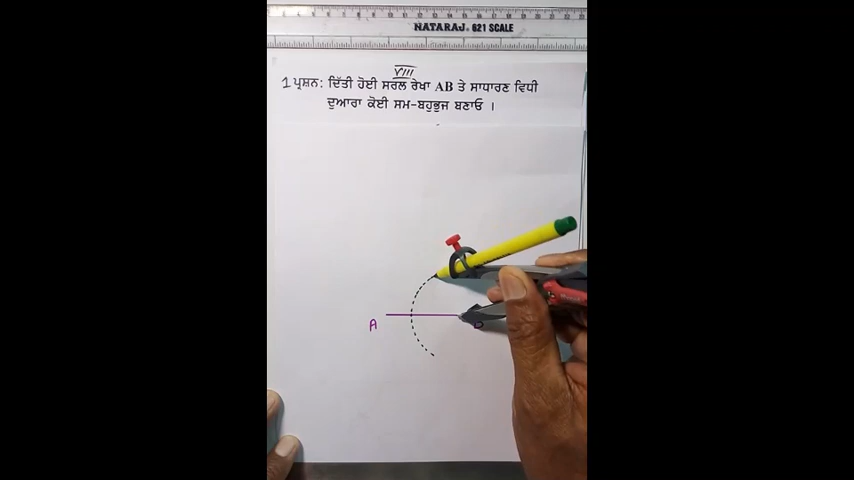 NATARAJ 621 SCALE
VIII
1 ਪ੍ਰਸ਼ਨ: ਦਿੱਤੀ ਹੋਈ ਸਰਲ ਰੇਖਾ AB ਤੇ ਸਾਧਾਰਣ ਵਿਧੀ
ਦੁਆਰਾ ਕੋਈ ਸਮ-ਬਹੁਭੁਜ ਬਣਾਓ ।
A